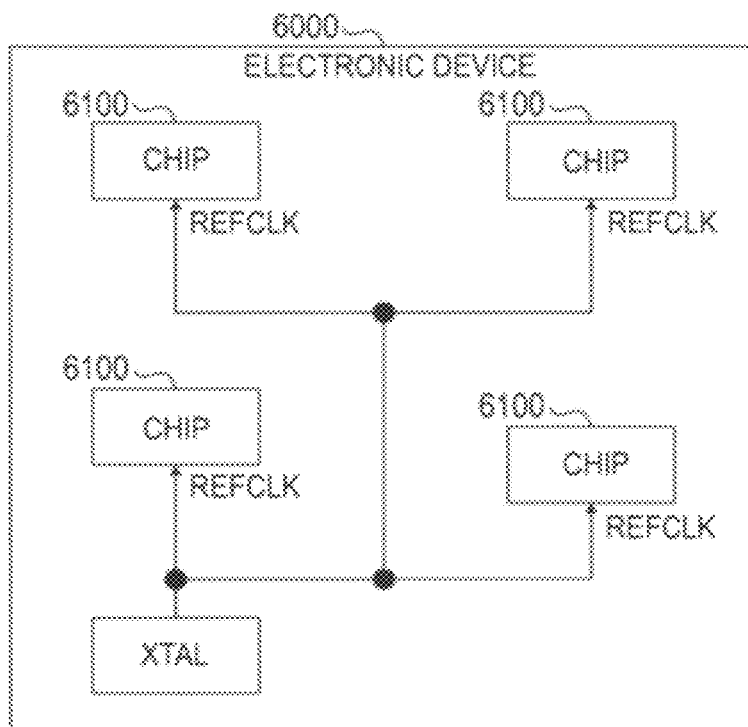 6000
ELECTRONIC DEVICE
6100
6100
CHIP
CHIP
REFCLK
REFCLK
6100
6100
CHIP
CHIP
REFCLK
REFCLK
XTAL